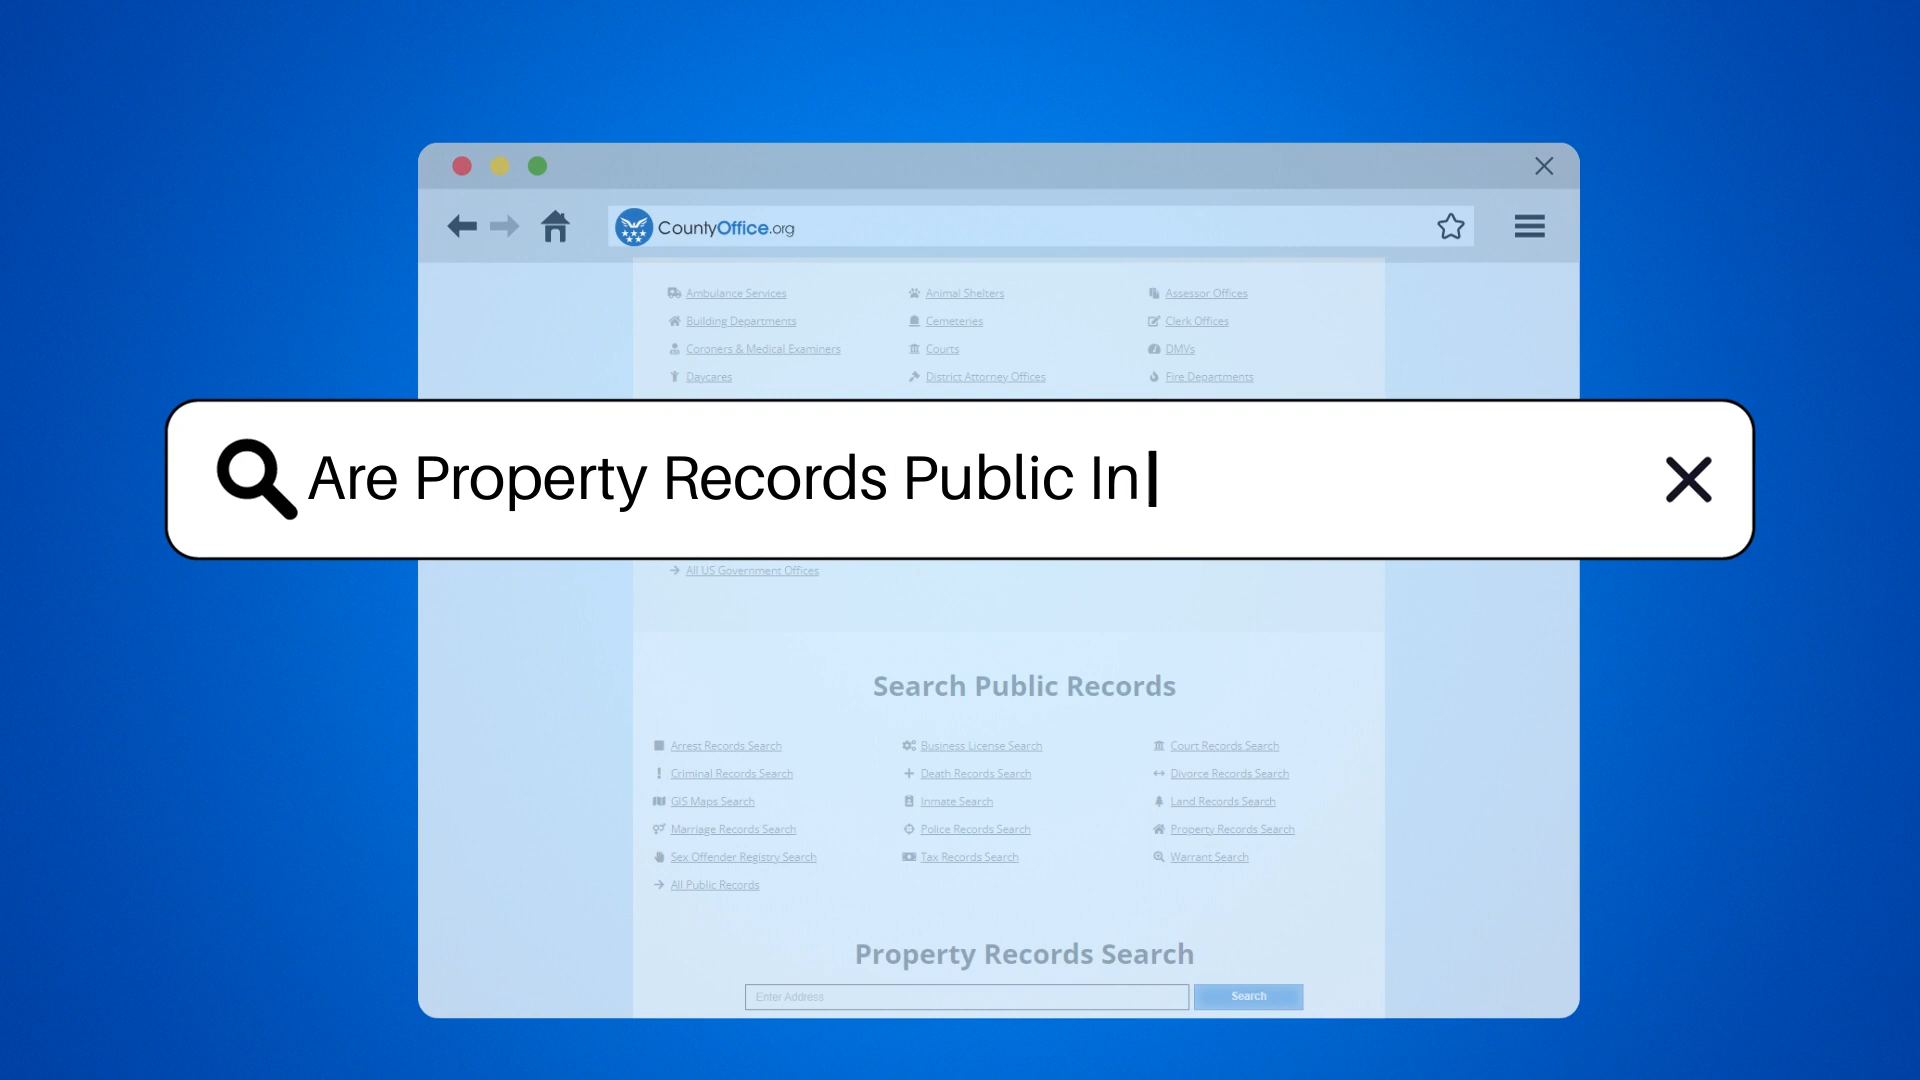 CountyOffice.org
Ambulance Services Animal Shelters Assessor Offices
Building Departments Cemeteries Clerk Offices
Coroners & Medical Examiners Courts DMVs
Daycares District Attorney Offices Fire Departments
Are Property Records Public In
All US Government Offices
Search Public Records
Arrest Records Search Business License Search Court Records Search
Criminal Records Search Death Records Search Divorce Records Search
GIS Maps Search Inmate Search Land Records Search
Marriage Records Search Police Records Search Property Records Search
Sex Offender Registry Search Tax Records Search Warrant Search
All Public Records
Property Records Search
Enter Address Search